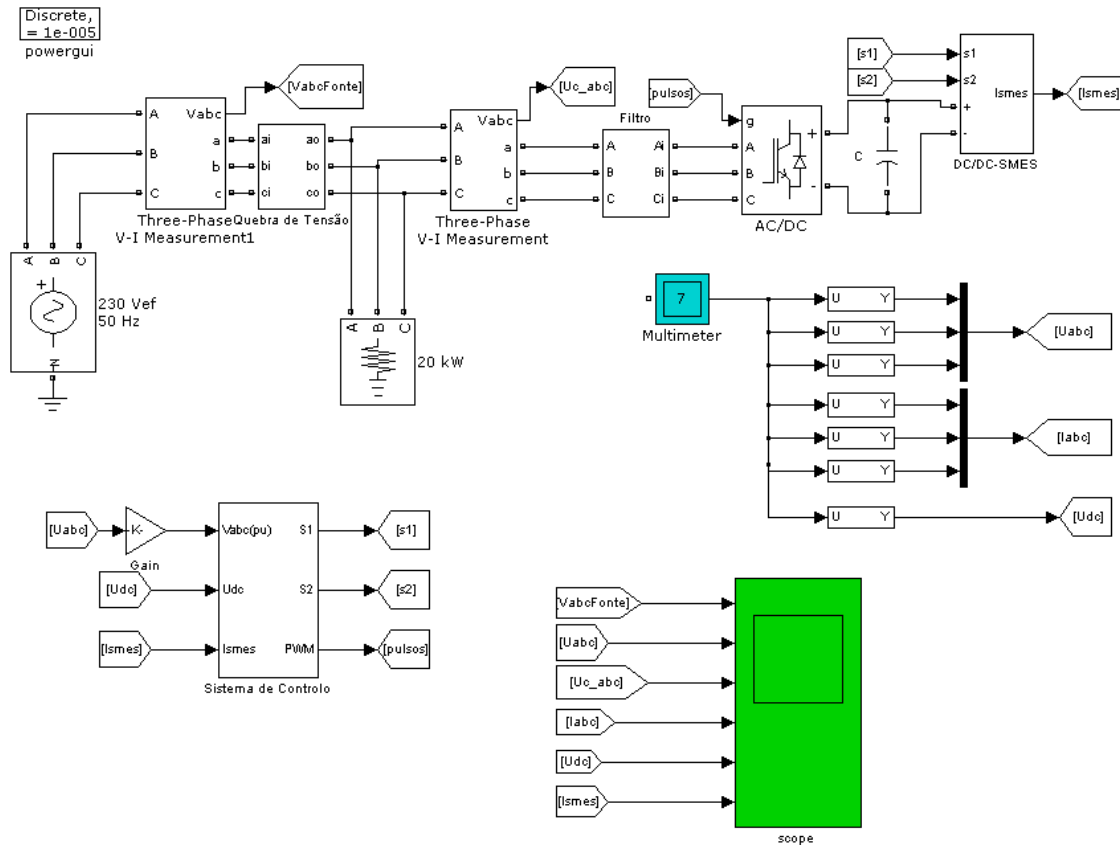 Discrete,
= 1e-005
powergui
[VabcFonte]
A
B
C
Vabc
a
b
c
Three-Phase
V-I Measurement1
ai
bi
ci
ao
bo
co
Quebra de Tensão
[Uc_abc]
A
B
C
Vabc
a
b
c
Three-Phase
V-I Measurement
Filtro
A
B
C
Ai
Bi
Ci
[pulsos]
g
A
B
C
+
-
AC/DC
C
[s1]
[s2]
s1
s2
+
-
Ismes
DC/DC-SMES
[Ismes]
A
B
C
+
N
230 Vef
50 Hz
A
B
C
20 kW
7
Multimeter
U Y
U Y
U Y
[Uabc]
U Y
U Y
U Y
[Iabc]
U Y
[Udc]
[Uabc]
K-
Gain
[Udc]
[Ismes]
Vabc(pu)
Udc
Ismes
S1
S2
PWM
Sistema de Controlo
[s1]
[s2]
[pulsos]
[VabcFonte]
[Uabc]
[Uc_abc]
[Iabc]
[Udc]
[Ismes]
scope